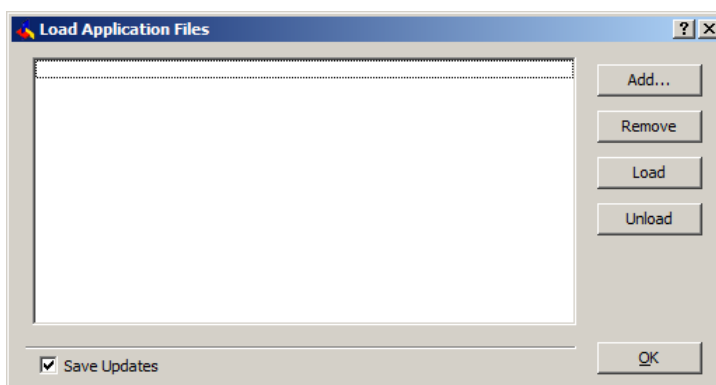 Load Application Files
Add...
Remove
Load
Unload
Save Updates
OK